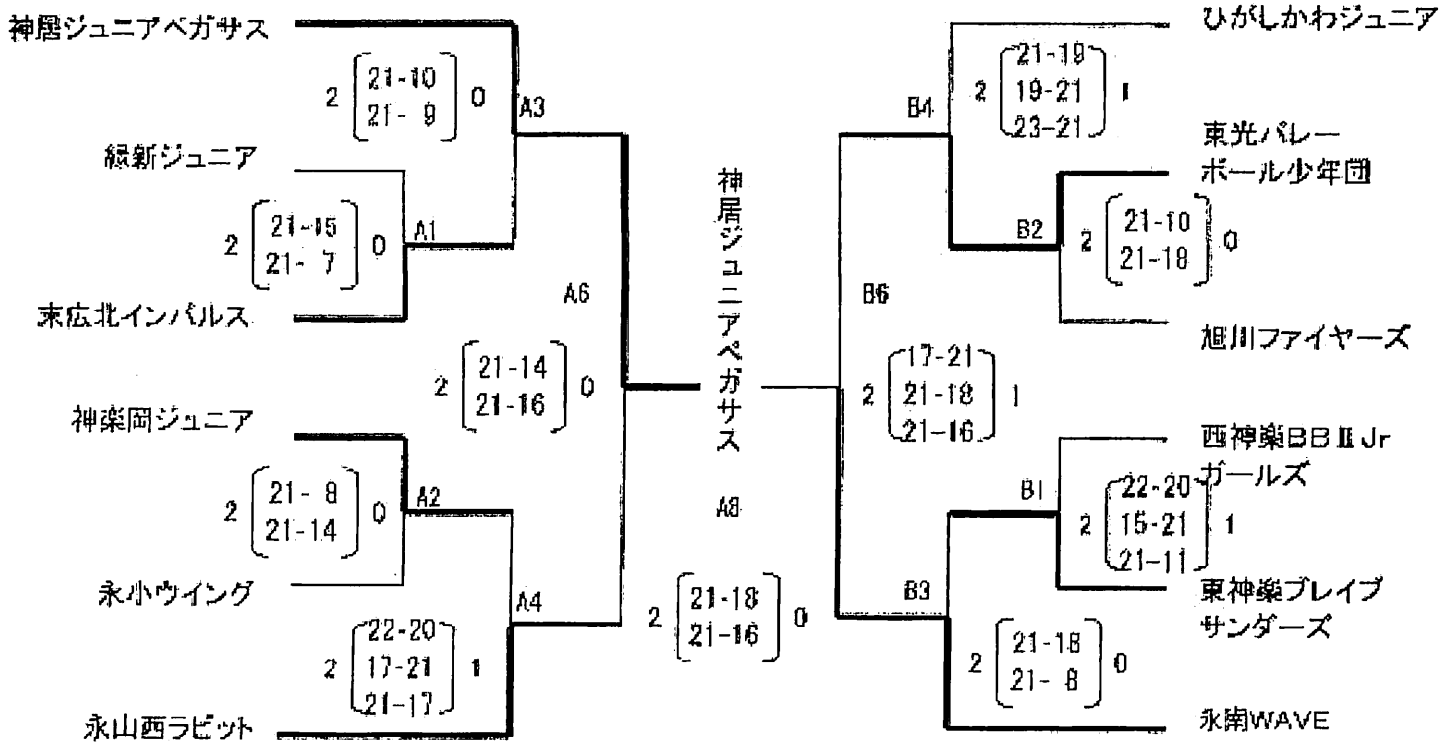 神居ジュニアペガサス
2 21-10 0
21- 9
A3
緑新ジュニア
2 21-15 0
21- 7
A1
末広北インパルス
A6
2 21-14 0
21-16
神楽岡ジュニア
2 21- 8 0
21-14
A2
永小ウイング
A4
2 22-20 1
17-21
21-17
永山西ラビット
神居ジュニアペガサス
A8
2 21-18 0
21-16
ひがしかわジュニア
B4
2 21-19 1
19-21
23-21
東光バレー
ボール少年団
B2
2 21-10 0
21-18
旭川ファイヤーズ
B6
2 17-21 1
21-18
21-16
西神楽BBⅢJr
ガールズ
B1
2 22-20 1
15-21
21-11
東神楽ブレイブ
サンダーズ
B3
2 21-18 0
21- 8
永南WAVE